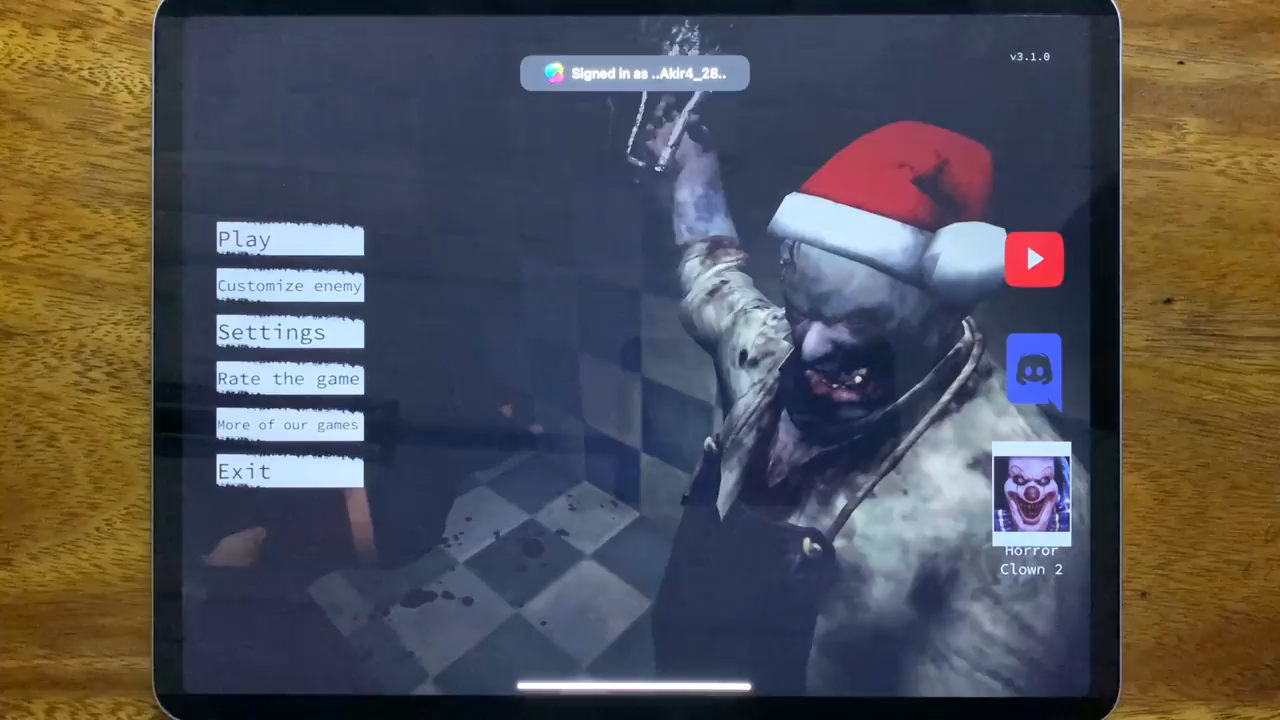 Signed in as ..Akir4_28..
v3.1.0
Play
Customize enemy
Settings
Rate the game
More of our games
Exit
Horror
Clown 2